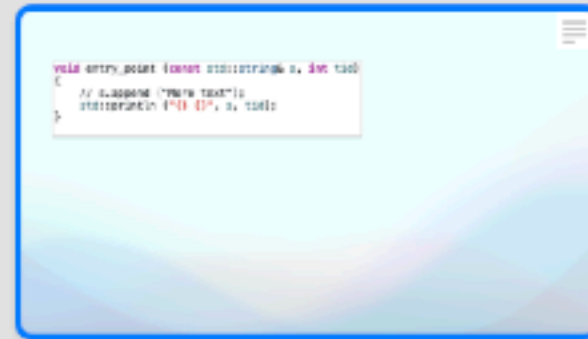 void entry_point (const std::string& s, int tid)
{
// s.append ("More text");
std::println ("{} {}", s, tid);
}